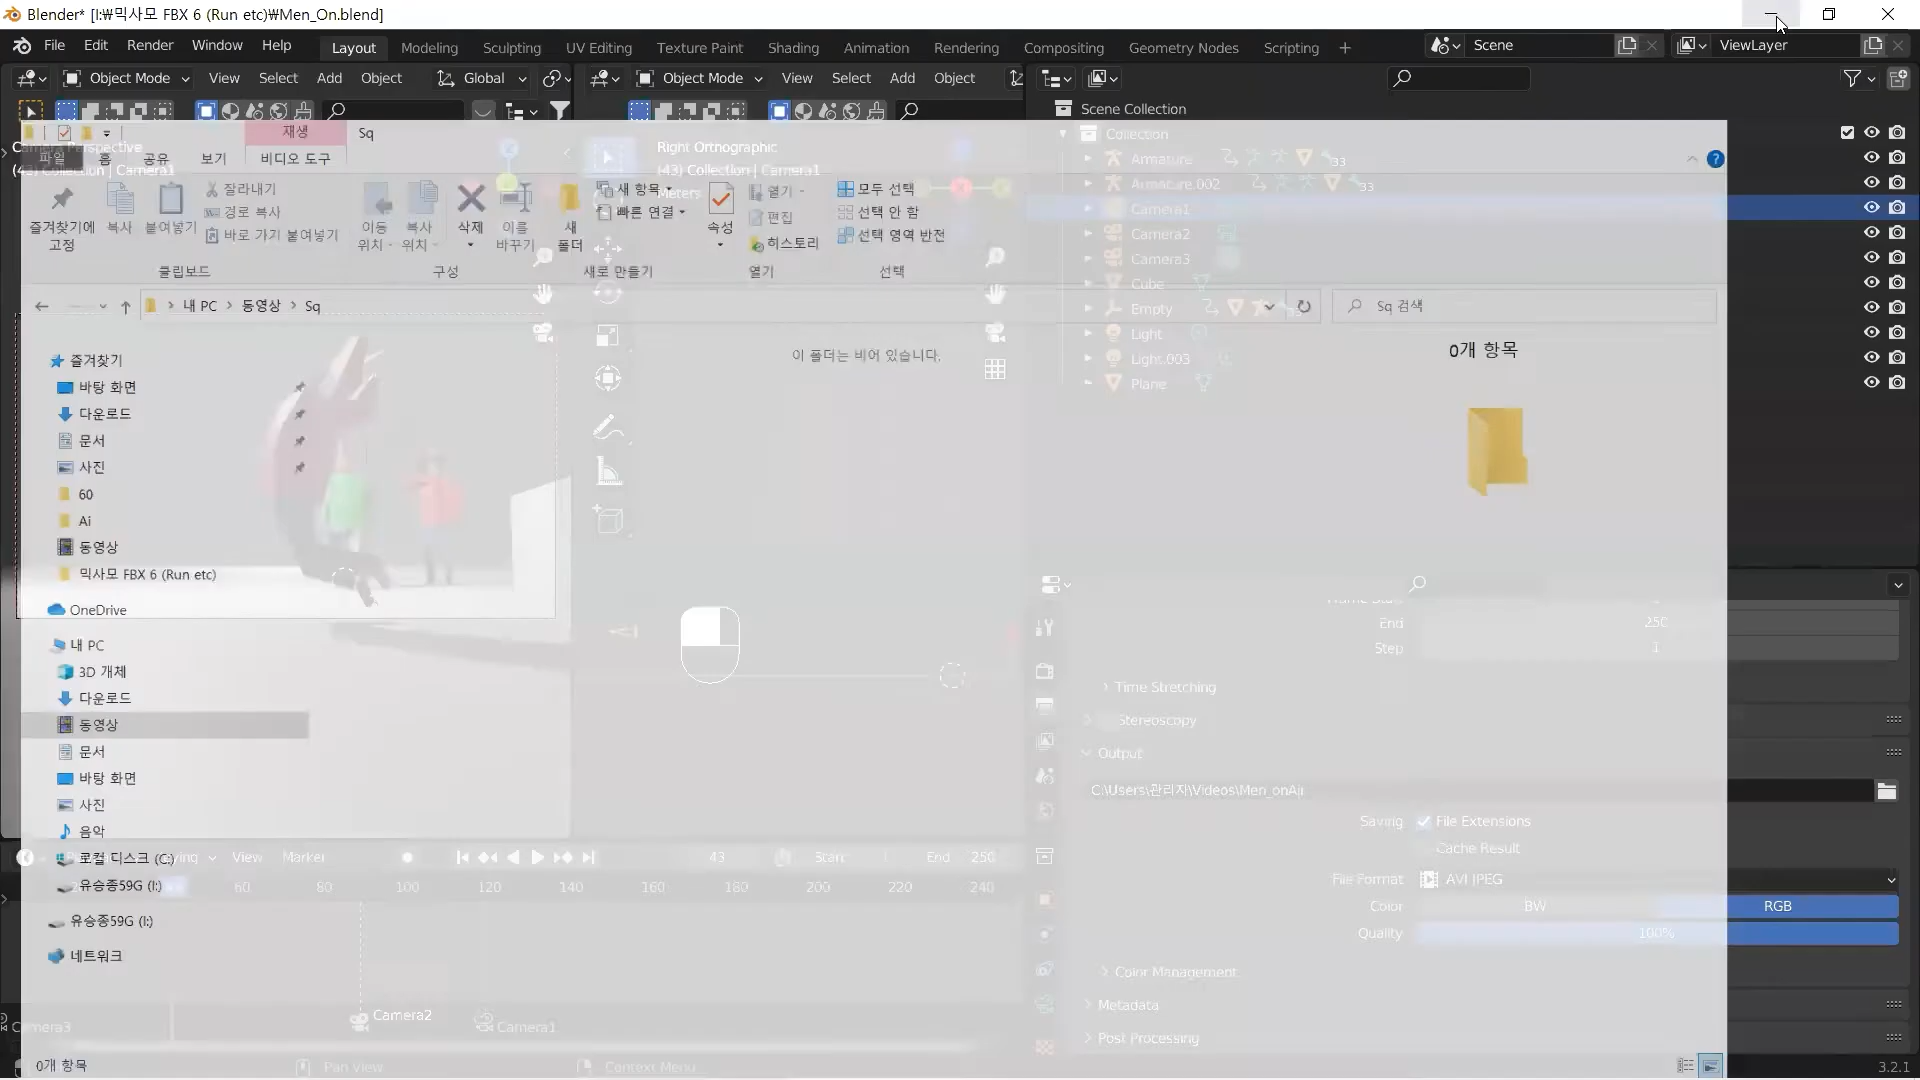 Blender* [I:₩믹사모 FBX 6 (Run etc)₩Men_On.blend]
File Edit Render Window Help Layout Modeling Sculpting UV Editing Texture Paint Shading Animation Rendering Compositing Geometry Nodes Scripting + Scene ViewLayer
Object Mode View Select Add Object Global Object Mode View Select Add Object
Scene Collection
Collection
재생 Sq
파일 홈 공유 보기 비디오 도구
Camera Perspective
(43) Collection | Camera1
Right Orthographic
(43) Collection | Camera1
Meters
Armature 33
Armature.002 33
Camera1
Camera2
Camera3
Cube
Empty
Light
Light.003
Plane
즐겨찾기에 고정
복사
붙여넣기
잘라내기
경로 복사
바로 가기 붙여넣기
이동 위치
복사 위치
삭제
이름 바꾸기
새 폴더
새 항목
빠른 연결
속성
열기
편집
히스토리
모두 선택
선택 안 함
선택 영역 반전
클립보드 구성 새로 만들기 열기 선택
내 PC 동영상 Sq
Sq 검색
이 폴더는 비어 있습니다.
0개 항목
즐겨찾기
바탕 화면
다운로드
문서
사진
60
Ai
동영상
믹사모 FBX 6 (Run etc)
OneDrive
내 PC
3D 개체
다운로드
동영상
문서
바탕 화면
사진
음악
로컬 디스크 (C:)
유승종59G (I:)
유승종59G (I:)
네트워크
End 250
Step 1
Time Stretching
Stereoscopy
Output
C:\Users\관리자\Videos\Men_onAir
Saving File Extensions
Cache Result
File Format AVI JPEG
Color BW RGB
Quality 100%
Color Management
Metadata
Post Processing
View Marker 43 Start End 250
60 80 100 120 140 160 180 200 220 240
Camera3 Camera2 Camera1
0개 항목 Pan View Context Menu 3.2.1